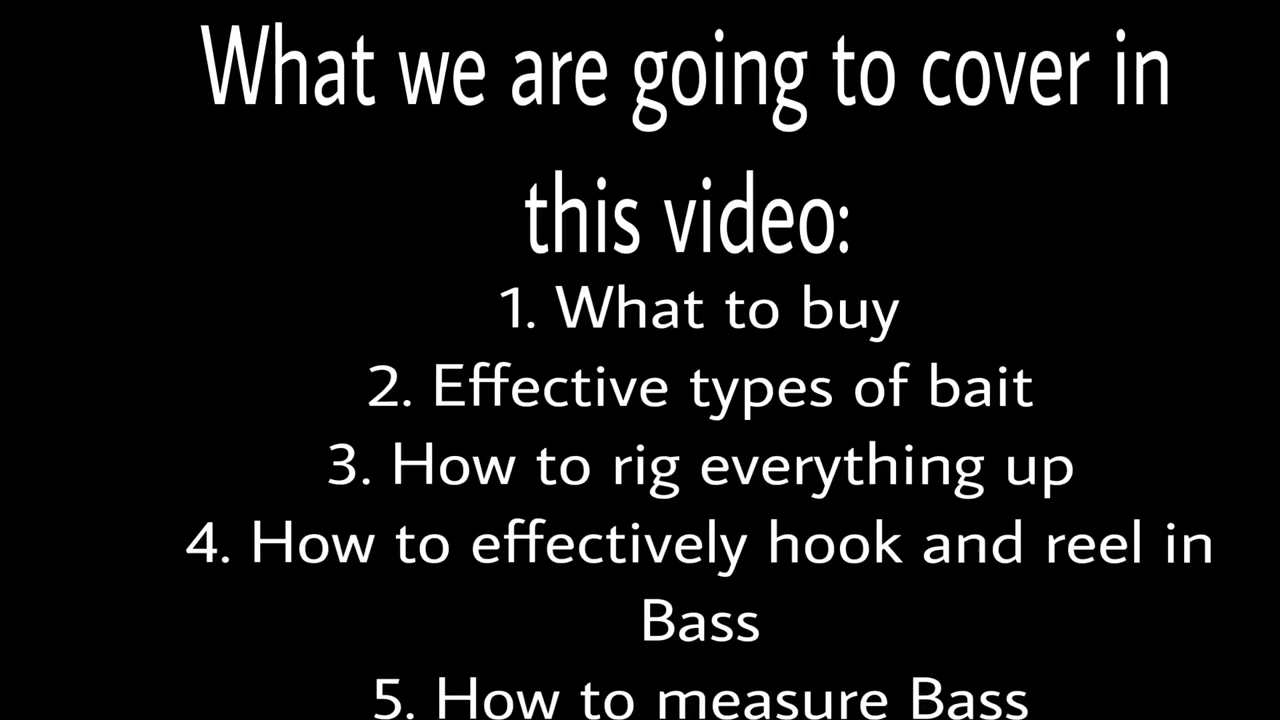 What we are going to cover in
this video:
1. What to buy
2. Effective types of bait
3. How to rig everything up
4. How to effectively hook and reel in
Bass
5. How to measure Bass